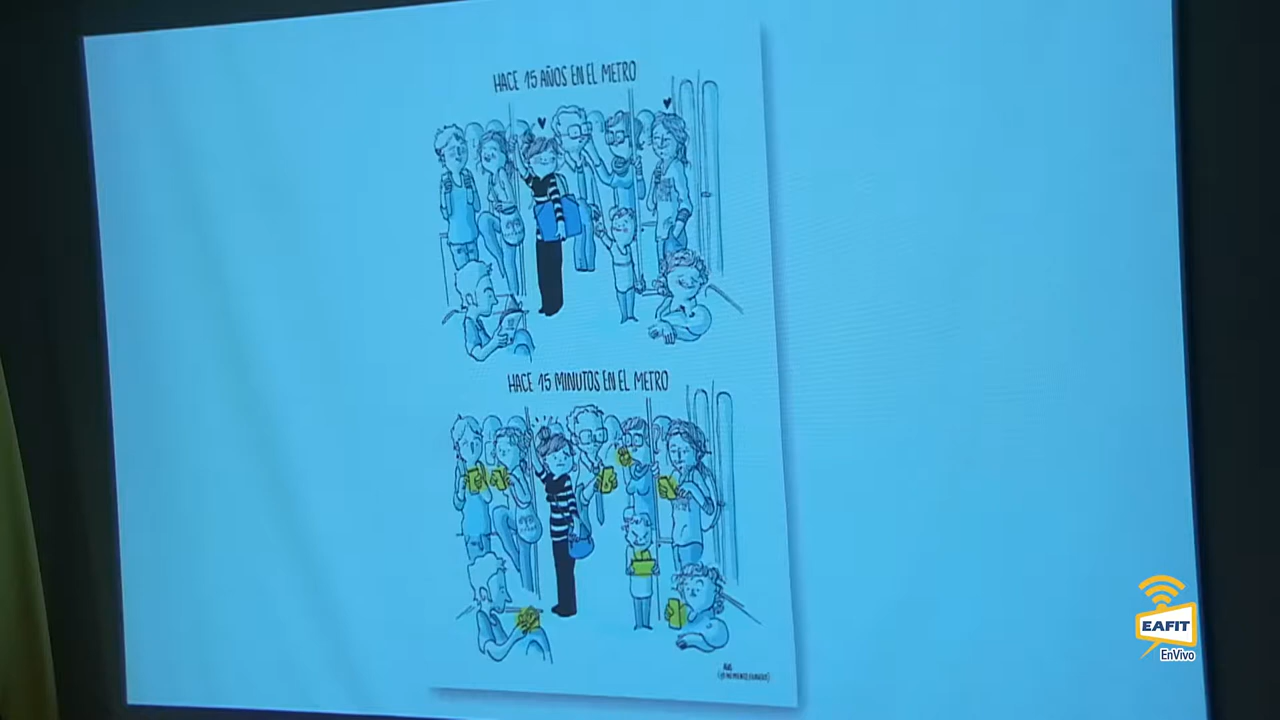 HACE 15 AÑOS EN EL METRO
HACE 15 MINUTOS EN EL METRO
EAFIT
EnVivo